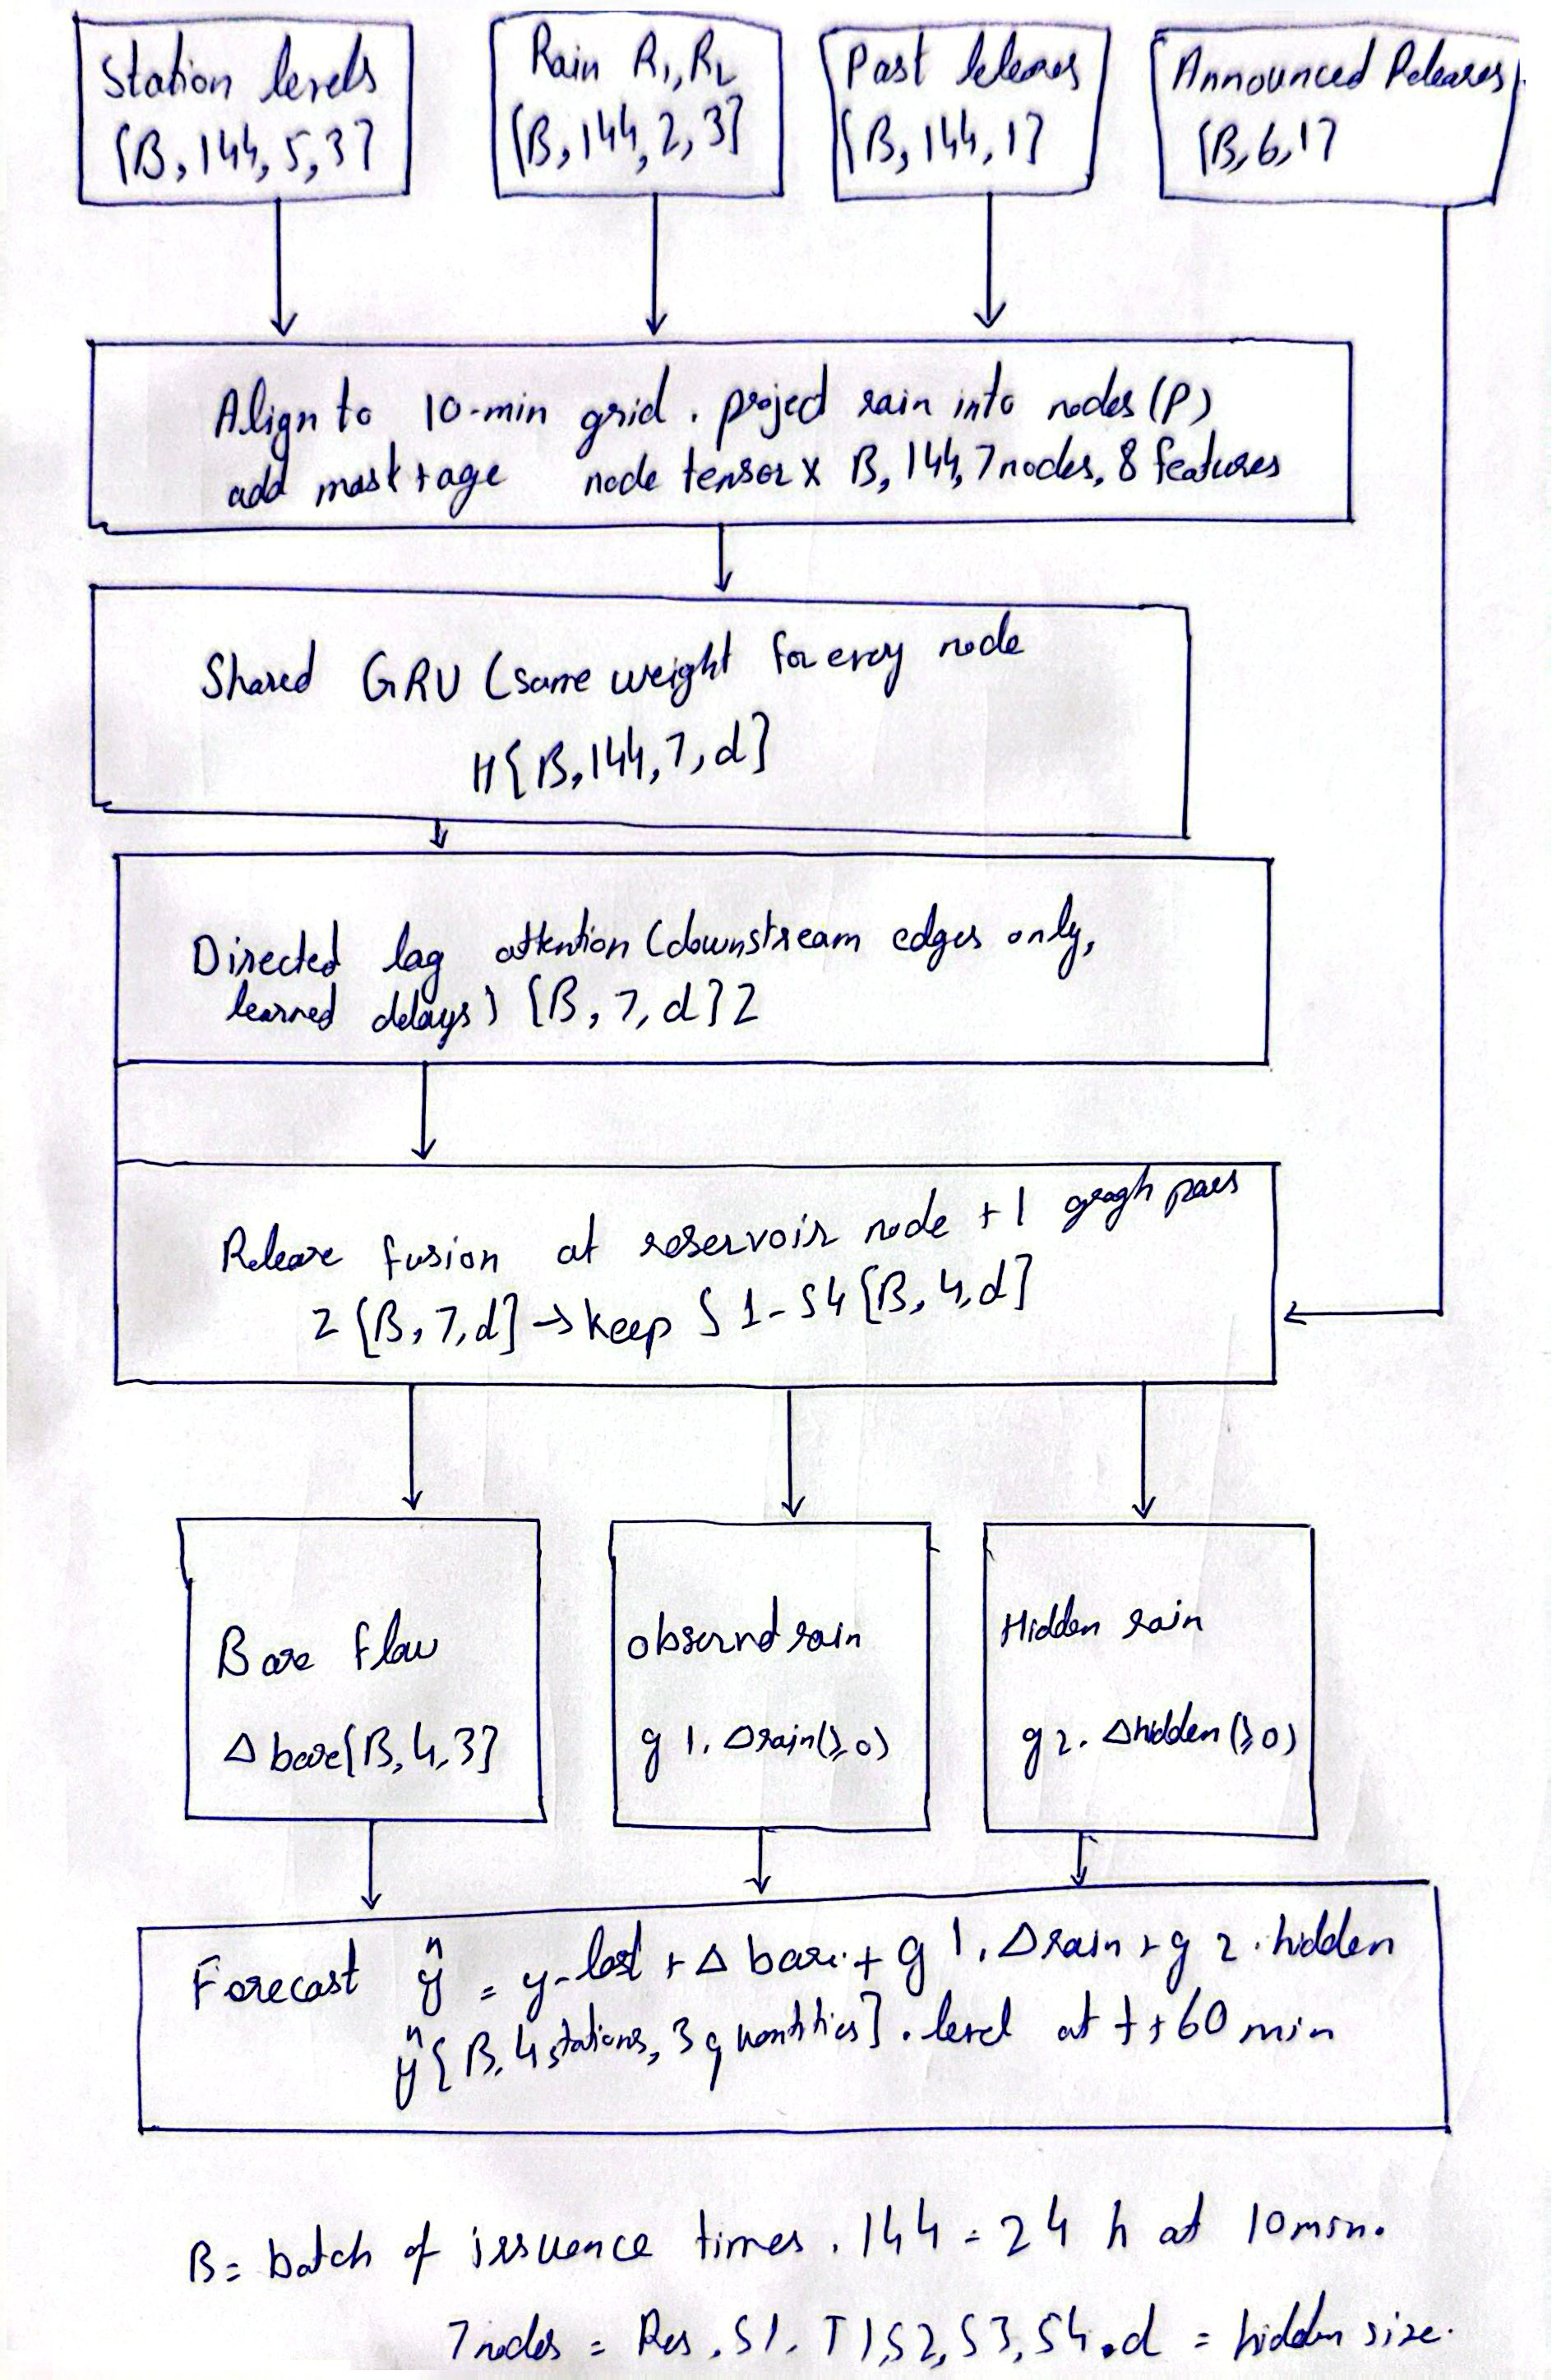 Station levels
[B, 144, 5, 3]
Rain R1, R2
[B, 144, 2, 3]
Past Releases
[B, 144, 1]
Announced Releases
[B, 6, 1]
Align to 10-min grid . project rain into nodes (P)
add mask + age node tensor X B, 144, 7 nodes, 8 features
Shared GRU (same weight for every node
H [B, 144, 7, d]
Directed lag attention (downstream edges only,
learned delays) [B, 7, d] Z
Release fusion at reservoir node + 1 graph pass
Z [B, 7, d] → keep S1 - S4 [B, 4, d]
Base flow
Δ base [B, 4, 3]
Observed rain
g 1. Δrain (≥0)
Hidden rain
g 2. Δhidden (≥0)
Forecast ŷ = y-last + Δ base + g 1. Δrain + g 2. hidden
ŷ [B, 4 stations, 3 quantities] . level at t + 60 min
B = batch of issuance times . 144 = 24 h at 10 min.
7 nodes = Res, S1, T1, S2, S3, S4 . d = hidden size.